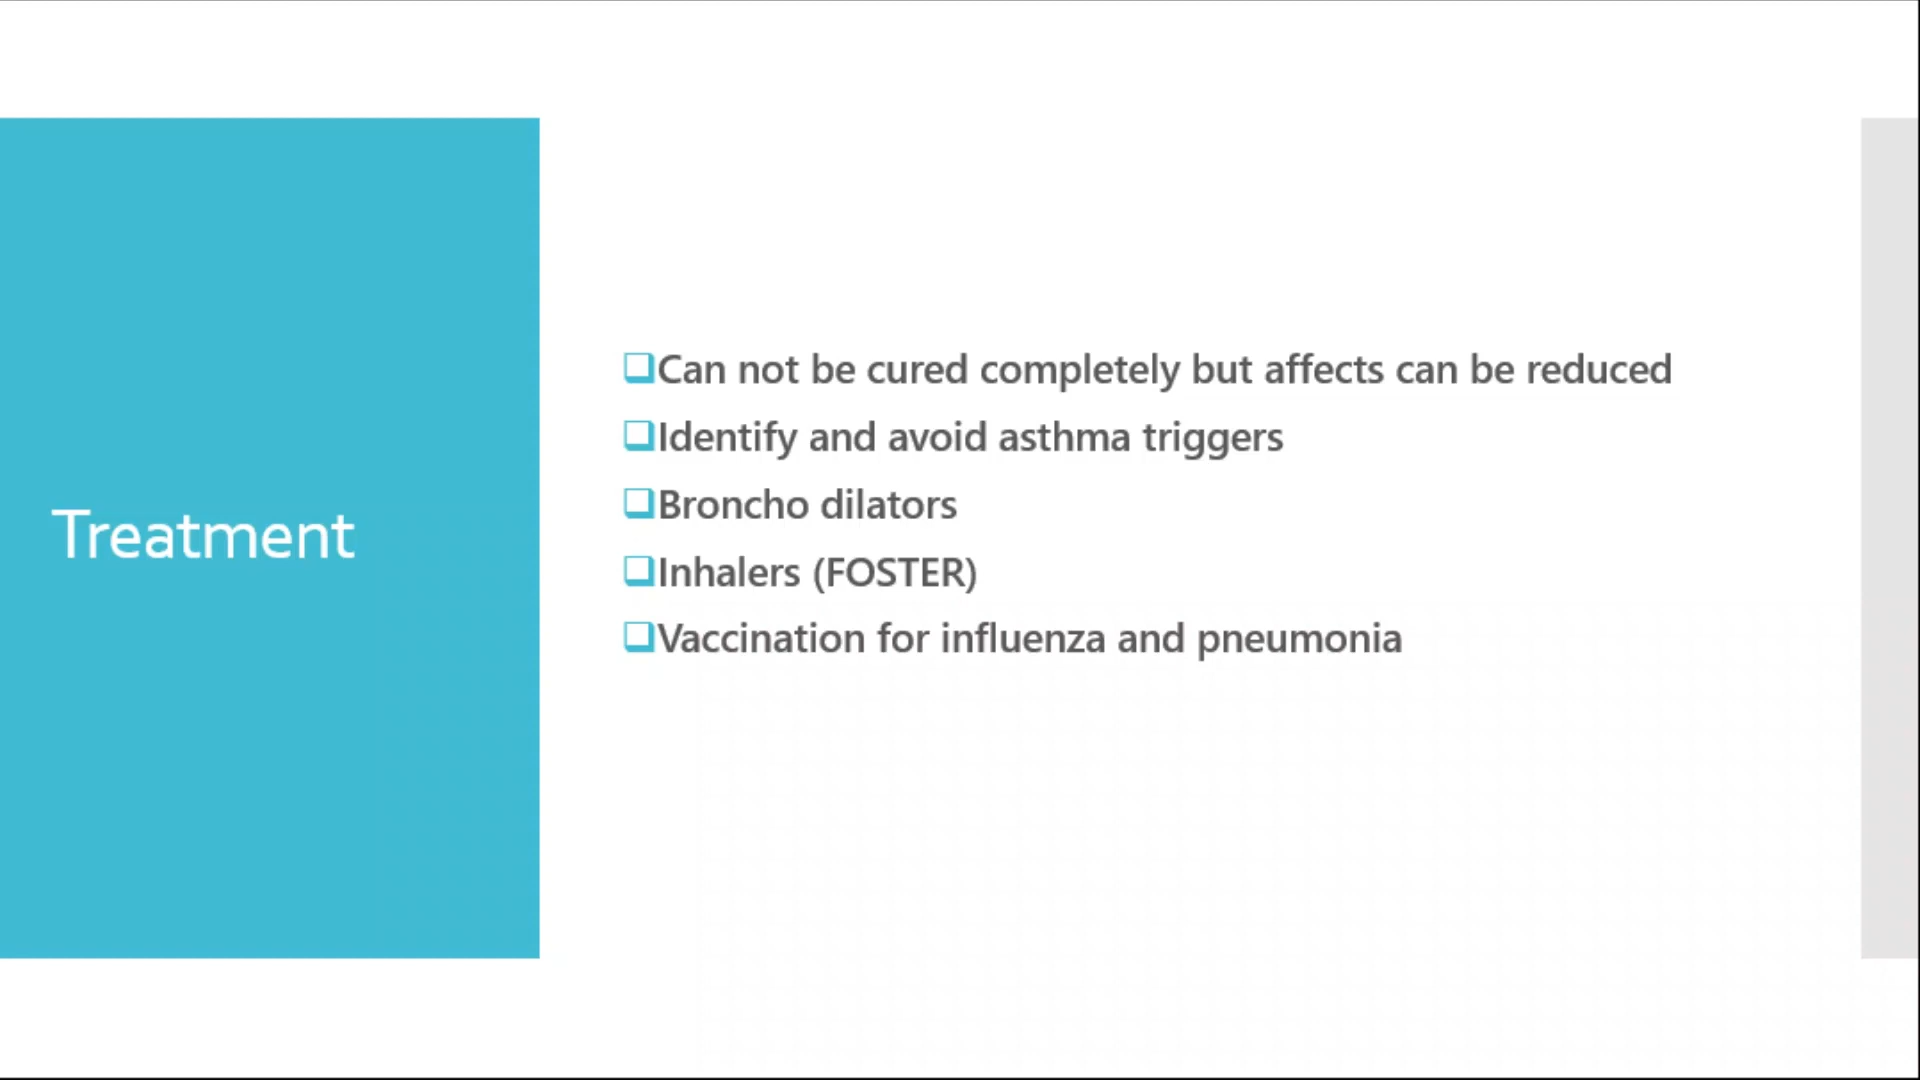 Treatment
Can not be cured completely but affects can be reduced
Identify and avoid asthma triggers
Broncho dilators
Inhalers (FOSTER)
Vaccination for influenza and pneumonia